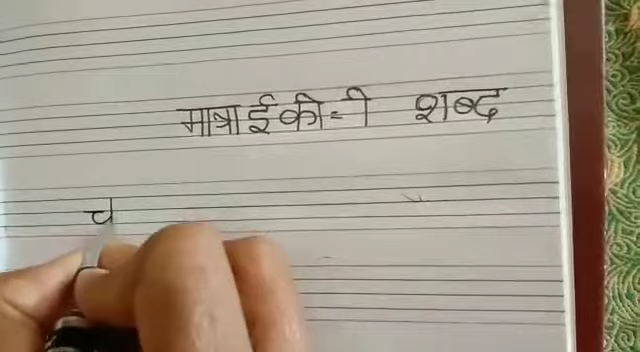 मात्रा ई की = ी शब्द
च